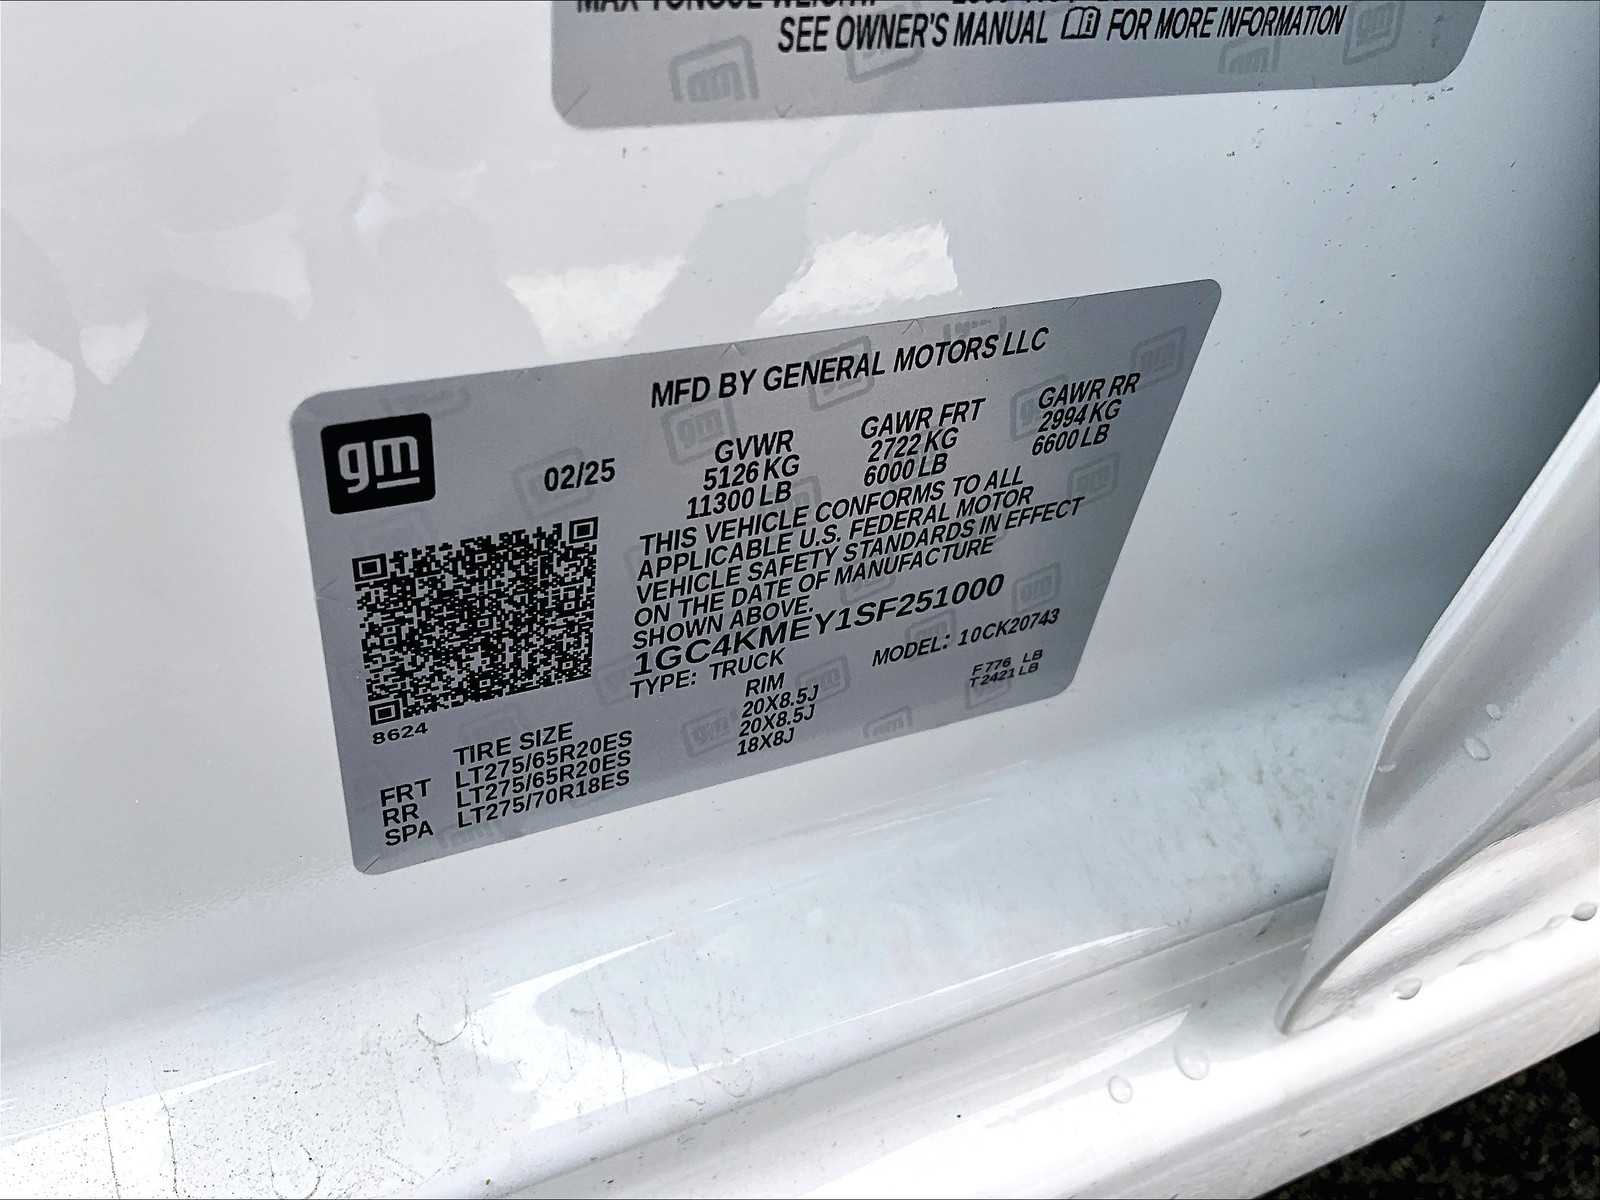 SEE OWNER'S MANUAL FOR MORE INFORMATION
MFD BY GENERAL MOTORS LLC
gm
02/25
GVWR GAWR FRT GAWR RR
5126 KG 2722 KG 2994 KG
11300 LB 6000 LB 6600 LB
THIS VEHICLE CONFORMS TO ALL
APPLICABLE U.S. FEDERAL MOTOR
VEHICLE SAFETY STANDARDS IN EFFECT
ON THE DATE OF MANUFACTURE
SHOWN ABOVE.
1GC4KMEY1SF251000
TYPE: TRUCK MODEL: 10CK20743
F 776 LB
T 2421 LB
8624
TIRE SIZE RIM
FRT LT275/65R20ES 20X8.5J
RR LT275/65R20ES 20X8.5J
SPA LT275/70R18ES 18X8J